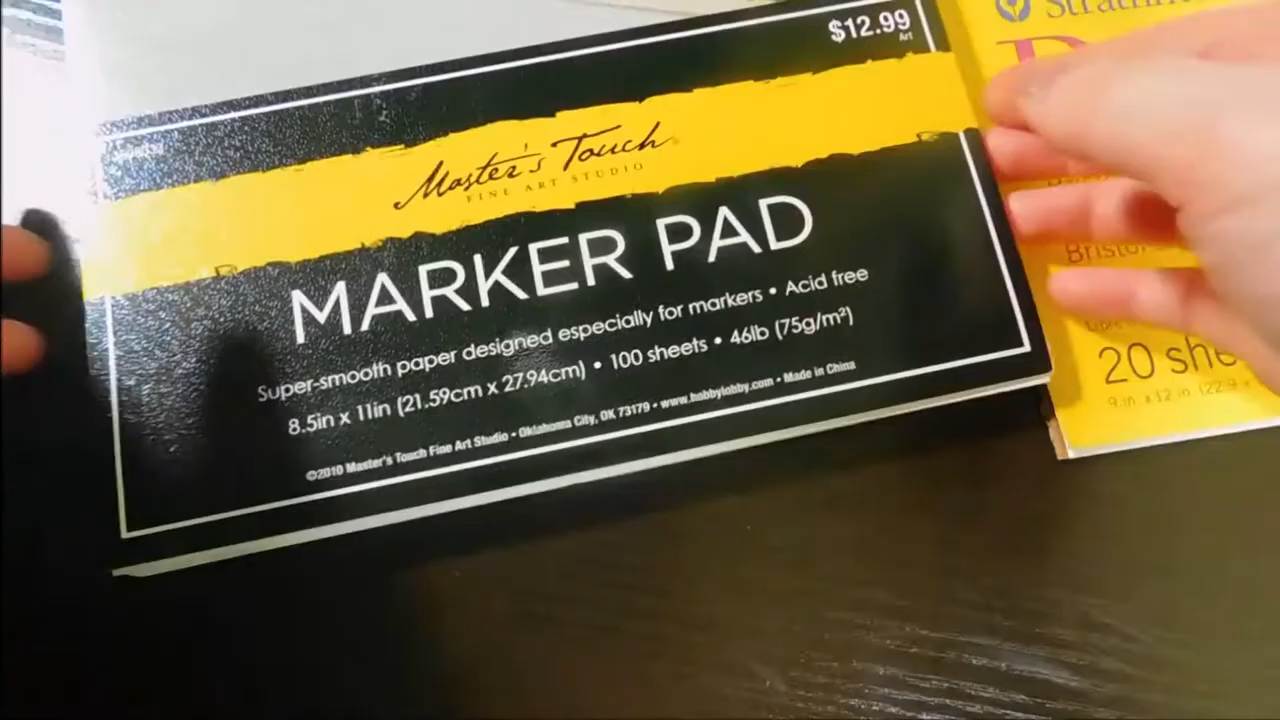 $12.99
Art
Master's Touch
FINE ART STUDIO
MARKER PAD
Super-smooth paper designed especially for markers • Acid free
8.5in x 11in (21.59cm x 27.94cm) • 100 sheets • 46lb (75g/m²)
©2010 Master's Touch Fine Art Studio • Oklahoma City, OK 73179 • www.hobbylobby.com • Made in China
Bristol
20 she
9 in. x 12 in. (22.9